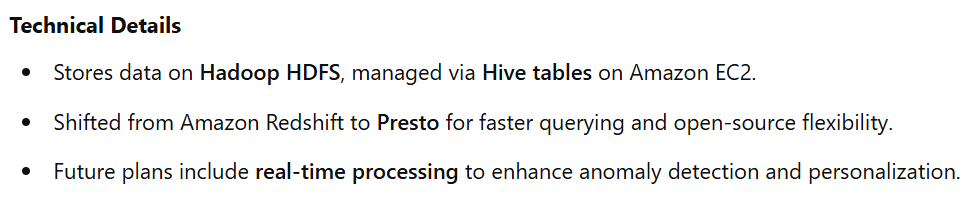 Technical Details
• Stores data on Hadoop HDFS, managed via Hive tables on Amazon EC2.
• Shifted from Amazon Redshift to Presto for faster querying and open-source flexibility.
• Future plans include real-time processing to enhance anomaly detection and personalization.